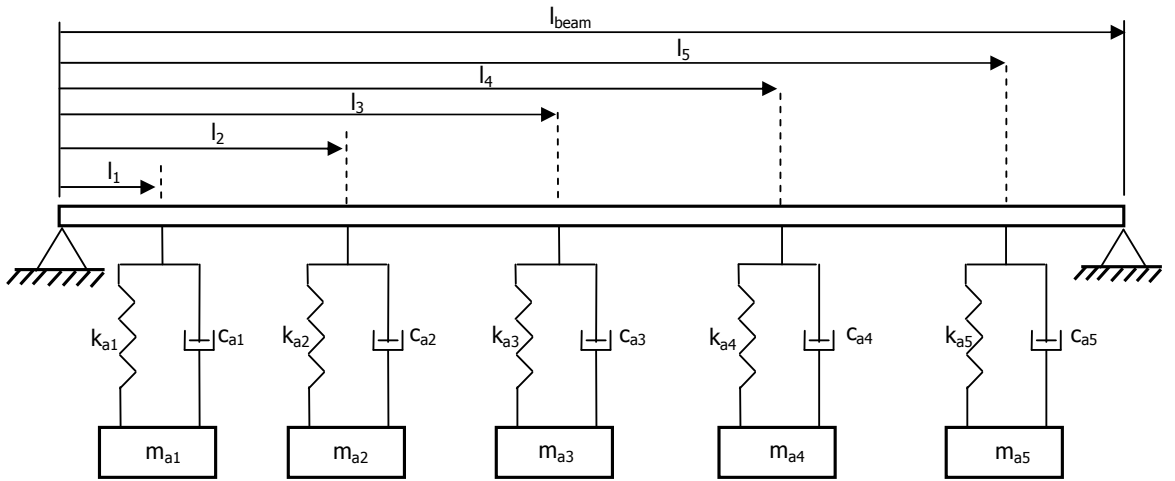 l_beam
l_5
l_4
l_3
l_2
l_1
k_a1 c_a1 k_a2 c_a2 k_a3 c_a3 k_a4 c_a4 k_a5 c_a5
m_a1 m_a2 m_a3 m_a4 m_a5